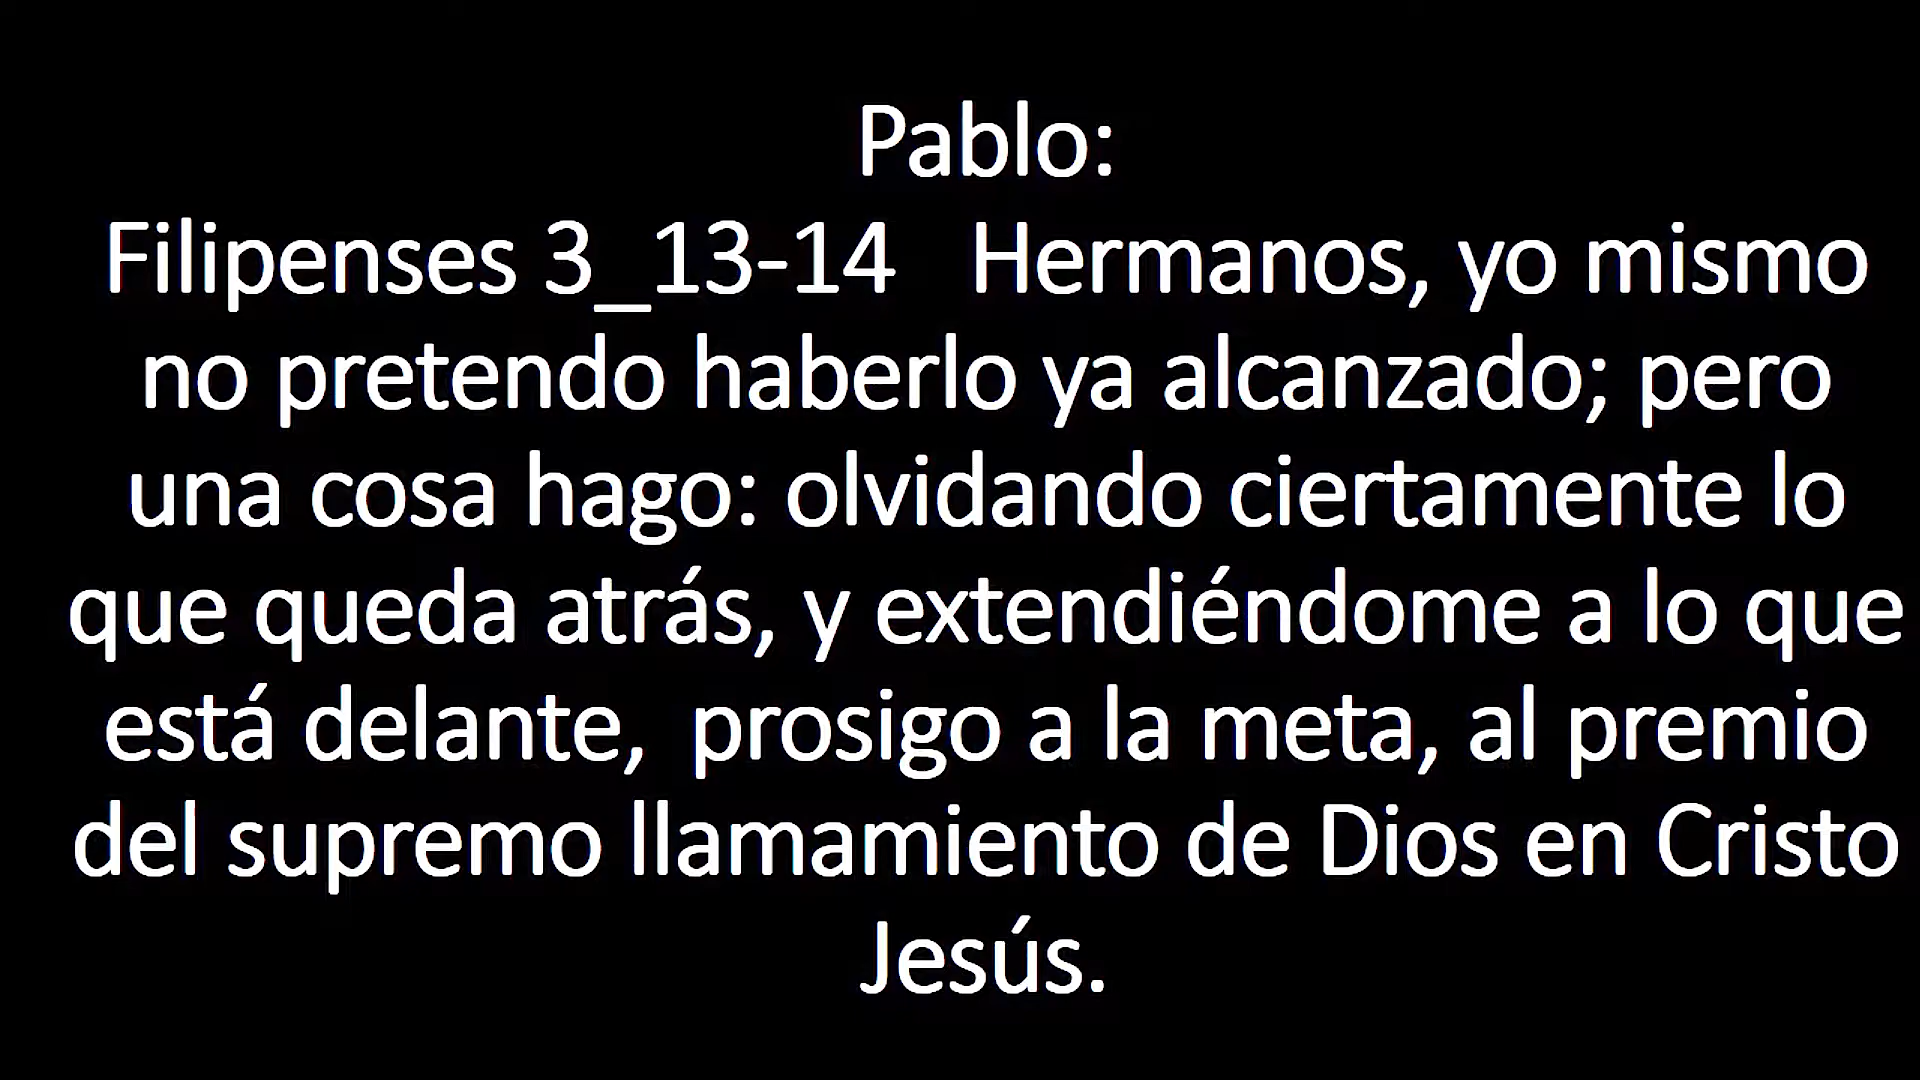 Pablo:
Filipenses 3_13-14   Hermanos, yo mismo
no pretendo haberlo ya alcanzado; pero
una cosa hago: olvidando ciertamente lo
que queda atrás, y extendiéndome a lo que
está delante,  prosigo a la meta, al premio
del supremo llamamiento de Dios en Cristo
Jesús.